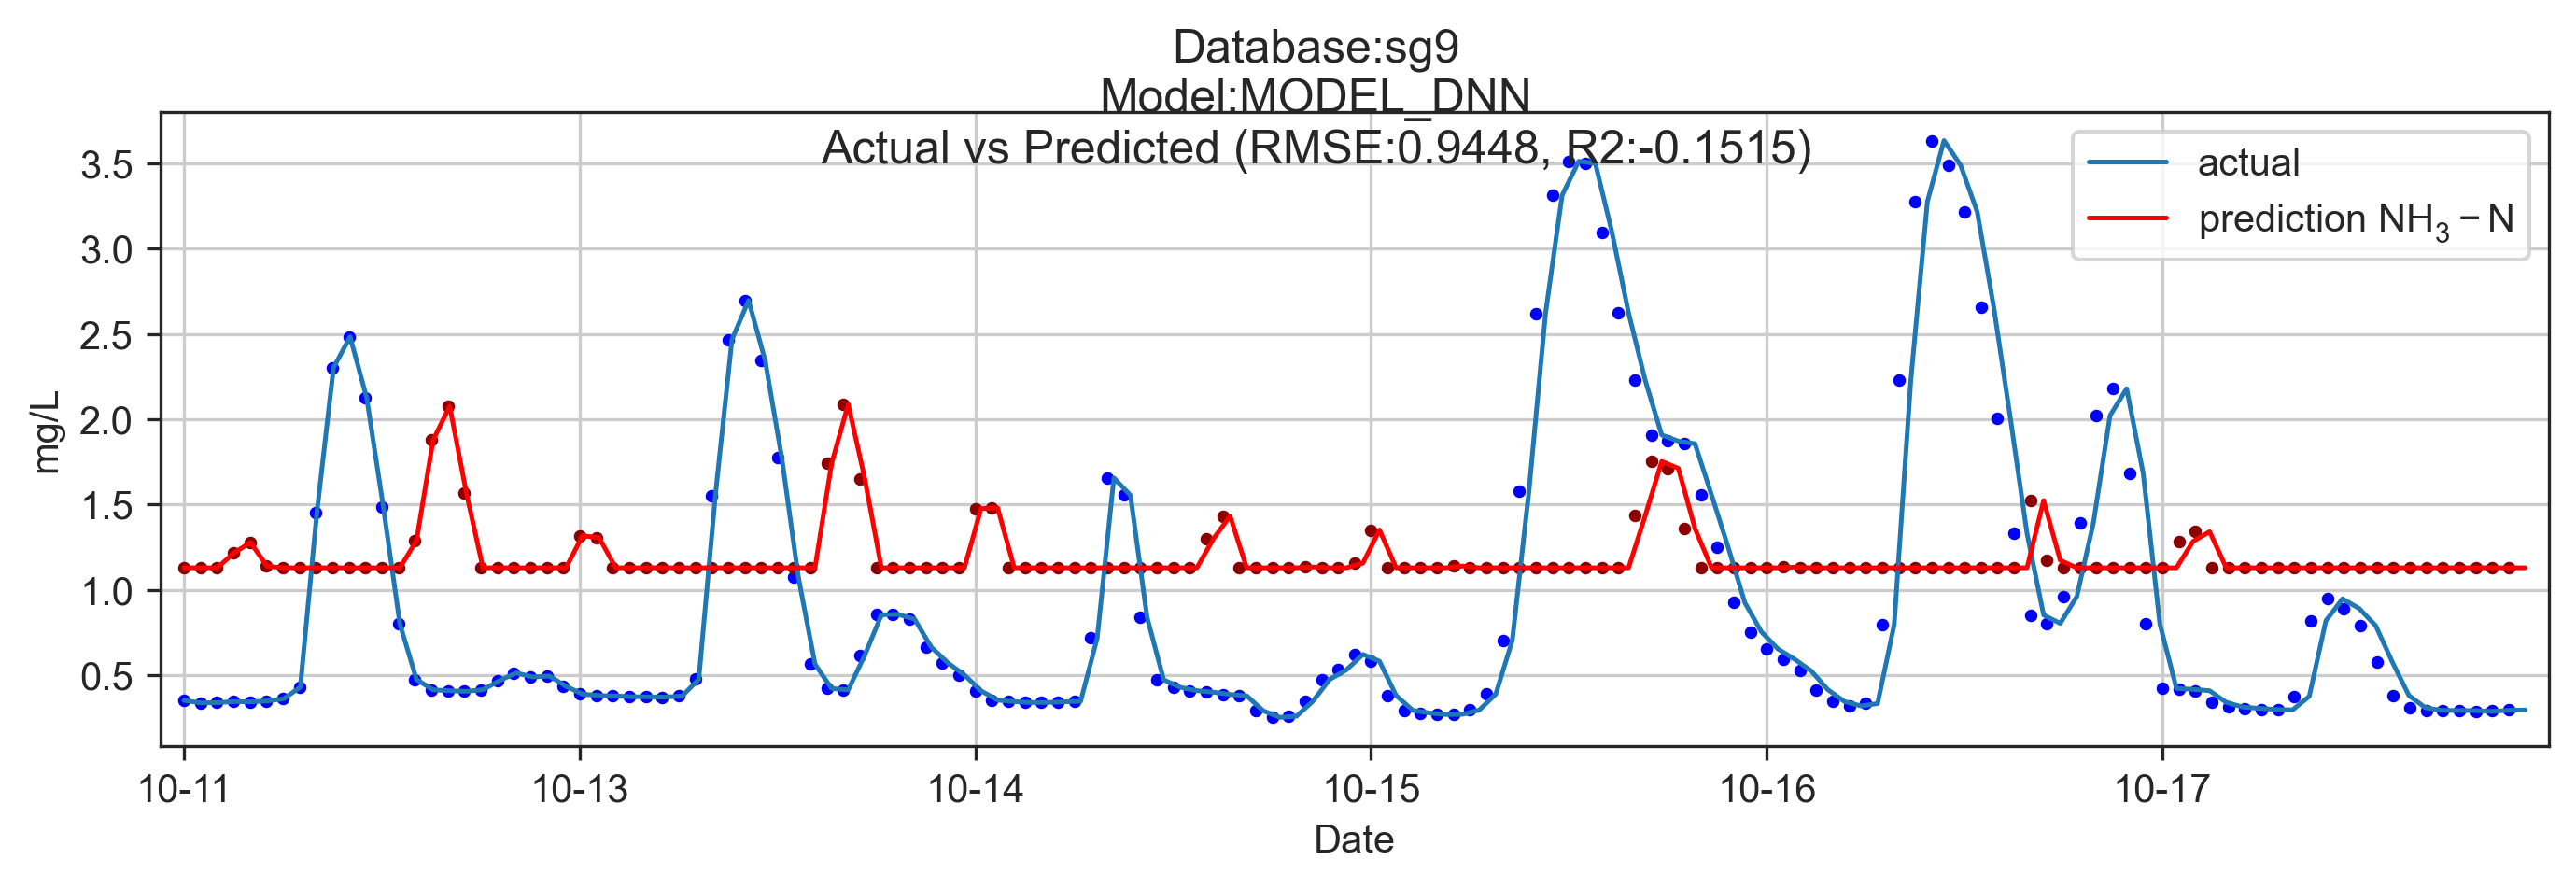 Database:sg9
Model:MODEL_DNN
Actual vs Predicted (RMSE:0.9448, R2:-0.1515)
actual
prediction NH₃ − N
3.5
3.0
2.5
2.0
1.5
1.0
0.5
mg/L
10-11 10-13 10-14 10-15 10-16 10-17
Date